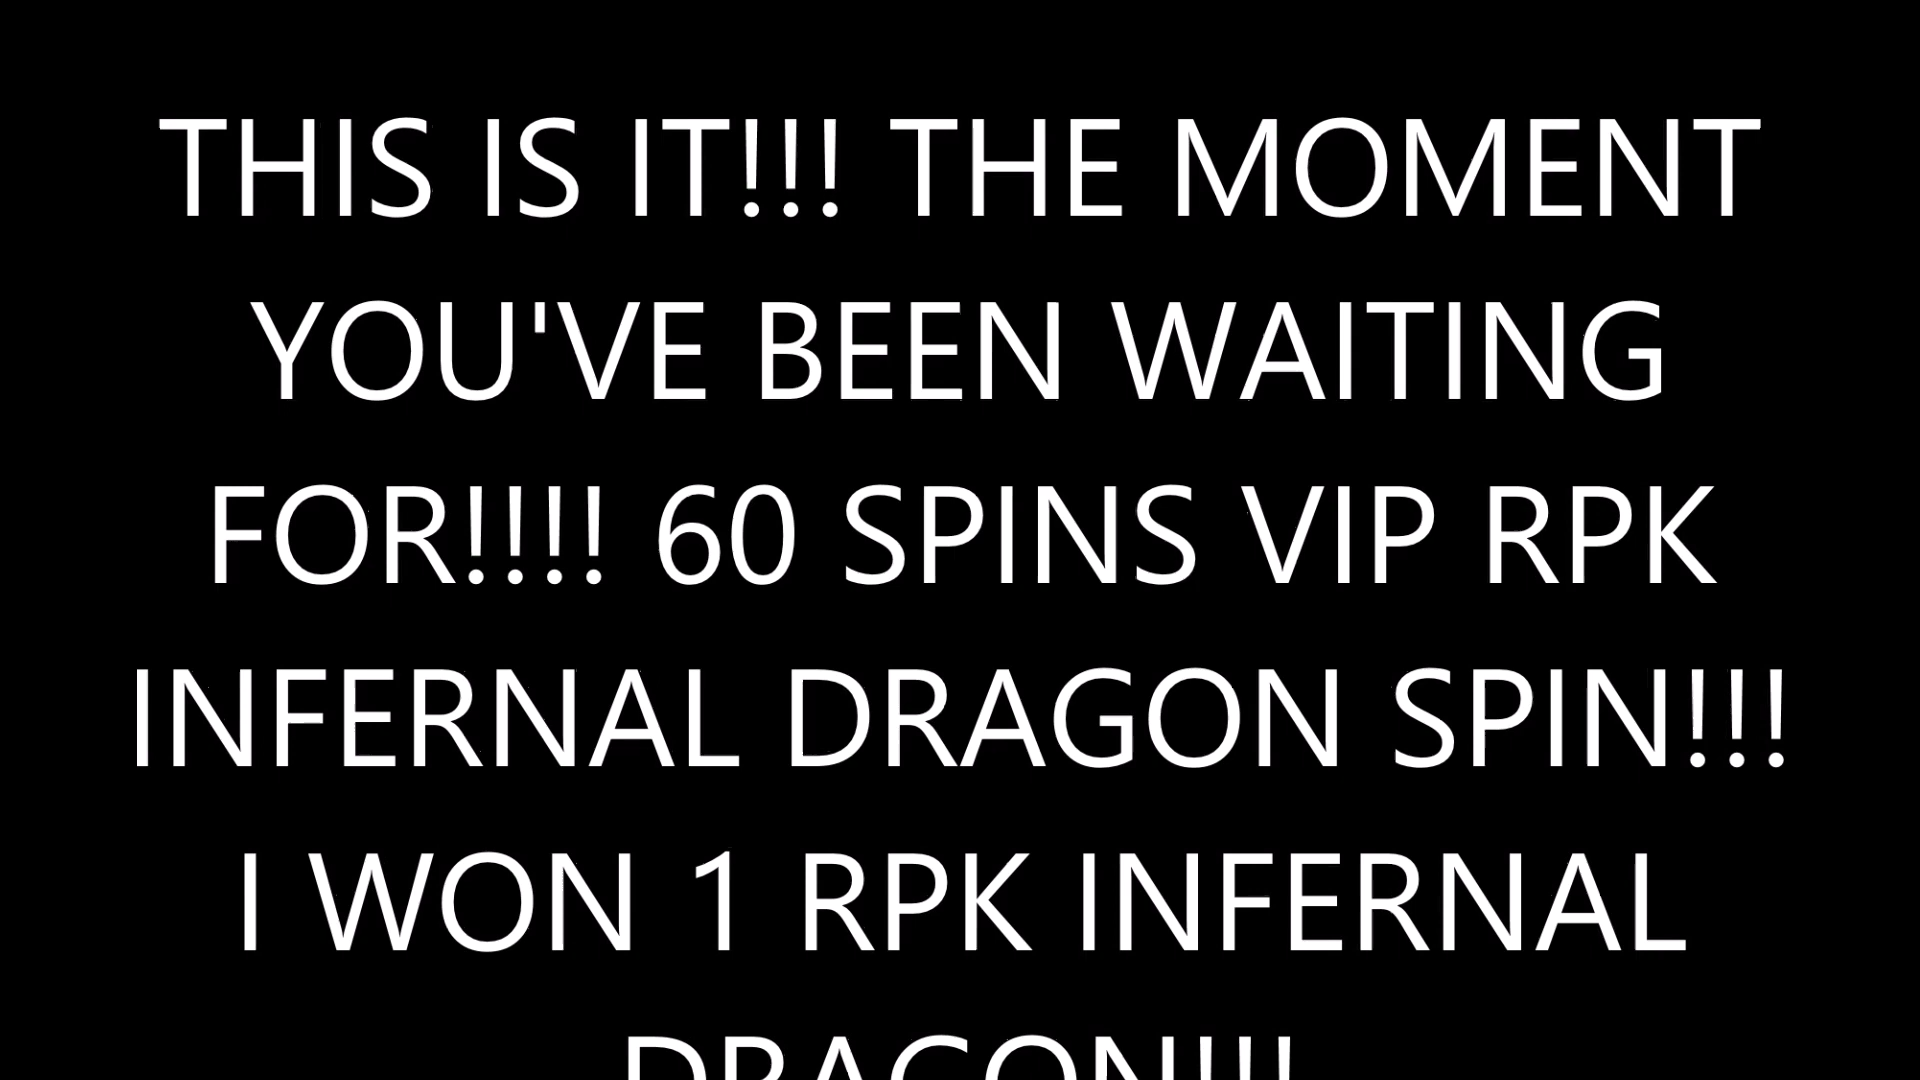 THIS IS IT!!! THE MOMENT
YOU'VE BEEN WAITING
FOR!!!! 60 SPINS VIP RPK
INFERNAL DRAGON SPIN!!!
I WON 1 RPK INFERNAL
DRAGON!!!